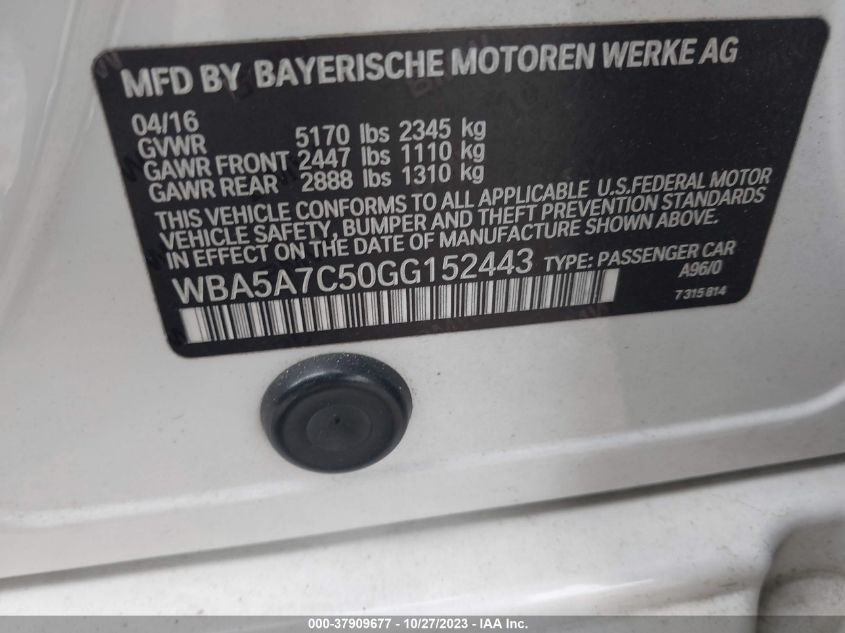 MFD BY BAYERISCHE MOTOREN WERKE AG
04/16
GVWR 5170 lbs 2345 kg
GAWR FRONT 2447 lbs 1110 kg
GAWR REAR 2888 lbs 1310 kg
THIS VEHICLE CONFORMS TO ALL APPLICABLE U.S.FEDERAL MOTOR
VEHICLE SAFETY, BUMPER AND THEFT PREVENTION STANDARDS
IN EFFECT ON THE DATE OF MANUFACTURE SHOWN ABOVE.
WBA5A7C50GG152443 TYPE: PASSENGER CAR
A96/0
7 315 814
000-37909677 - 10/27/2023 - IAA Inc.